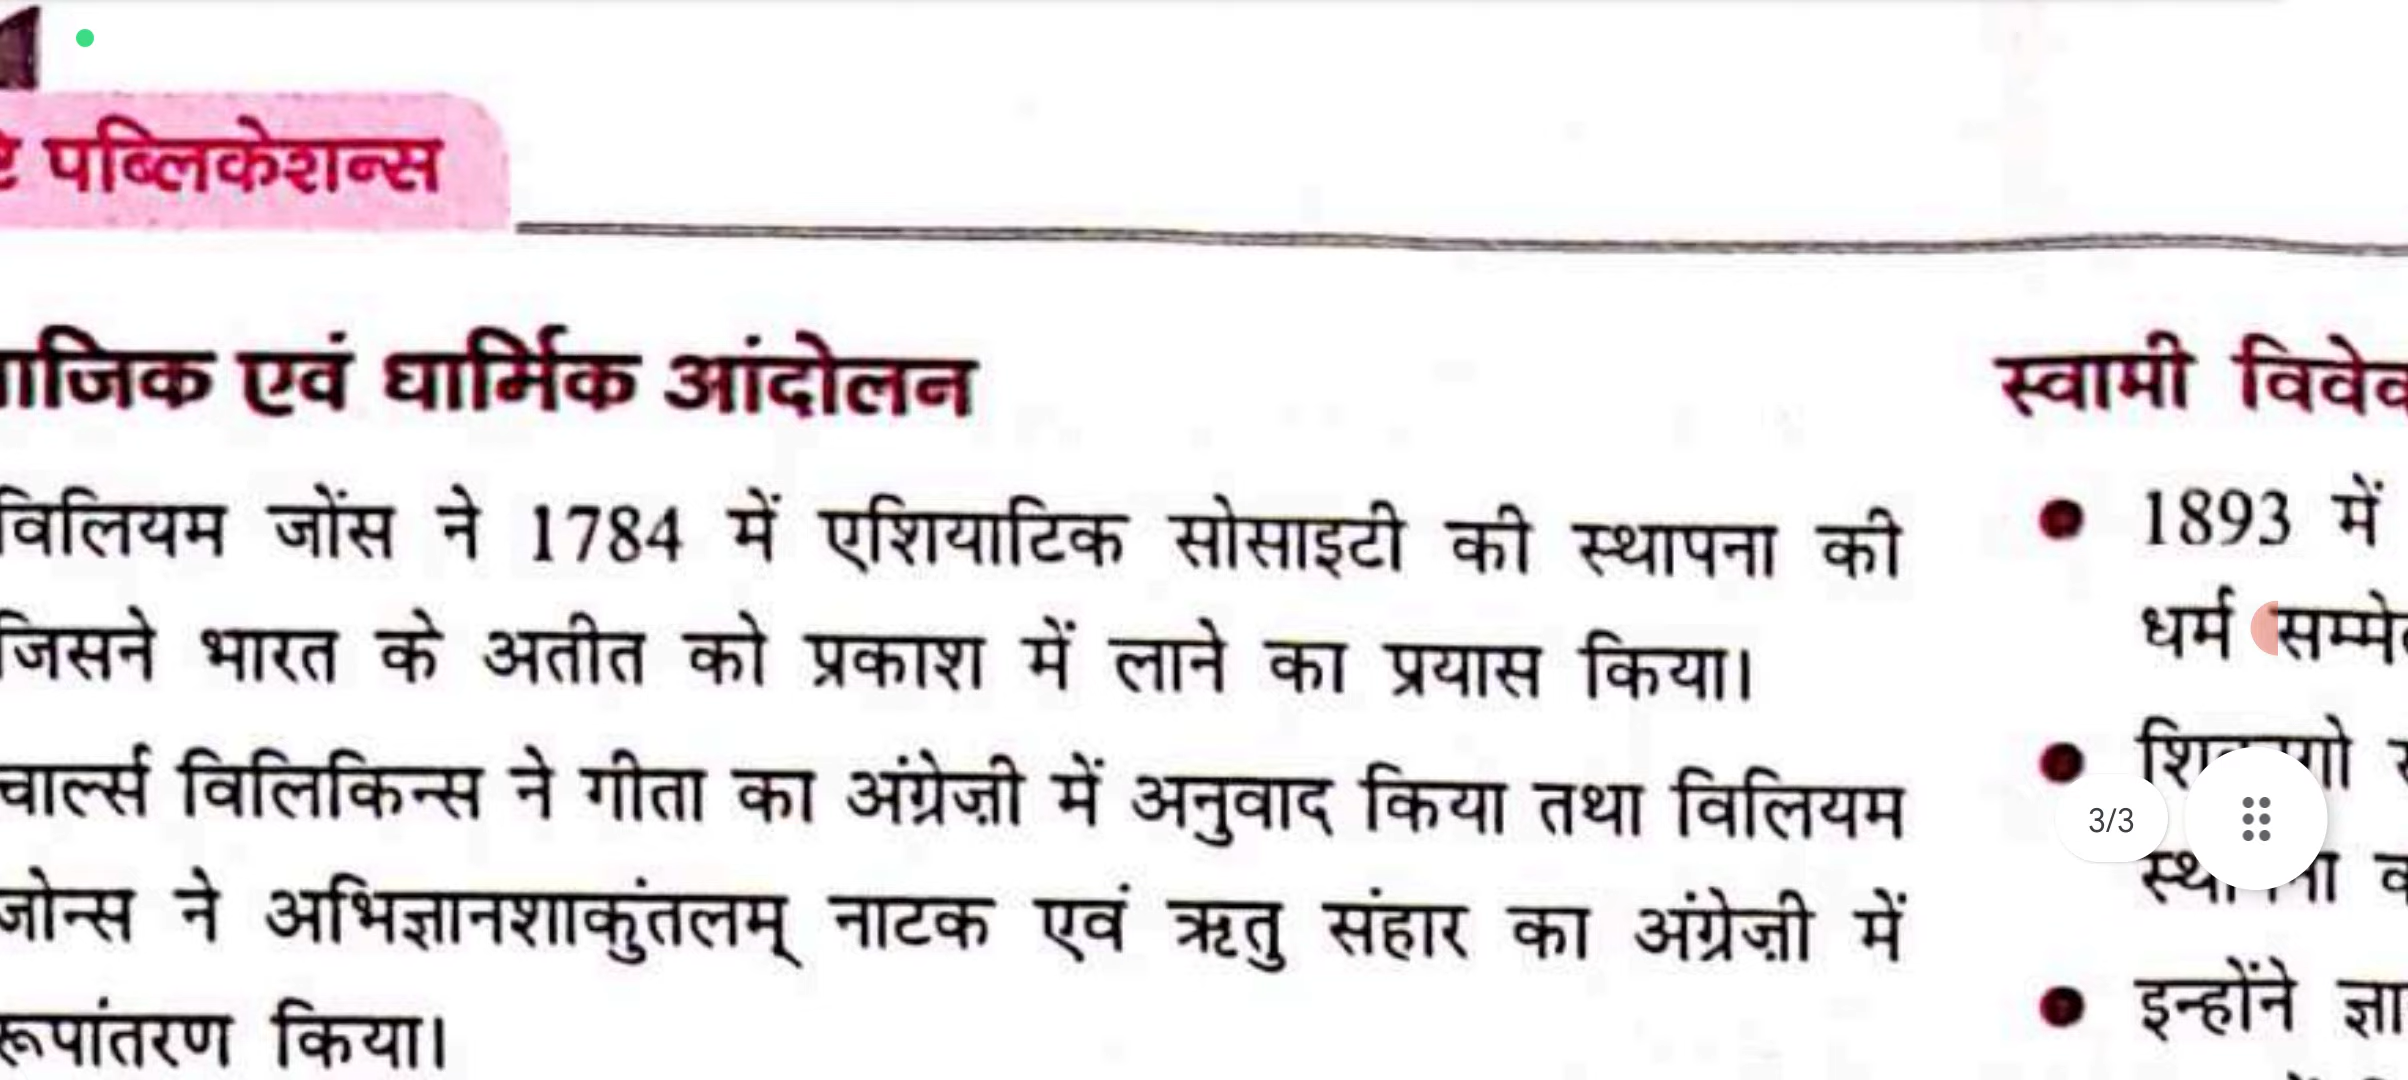 पब्लिकेशन्स
एवं धार्मिक आंदोलन
विलियम जोंस ने 1784 में एशियाटिक सोसाइटी की स्थापना की
जिसने भारत के अतीत को प्रकाश में लाने का प्रयास किया।
विलिकिन्स ने गीता का अंग्रेज़ी में अनुवाद किया तथा विलियम
जोन्स ने अभिज्ञानशाकुंतलम् नाटक एवं ऋतु संहार का अंग्रेज़ी में
रूपांतरण किया।
स्वामी
• 1893 में
धर्म
• 
• इन्होंने
3/3